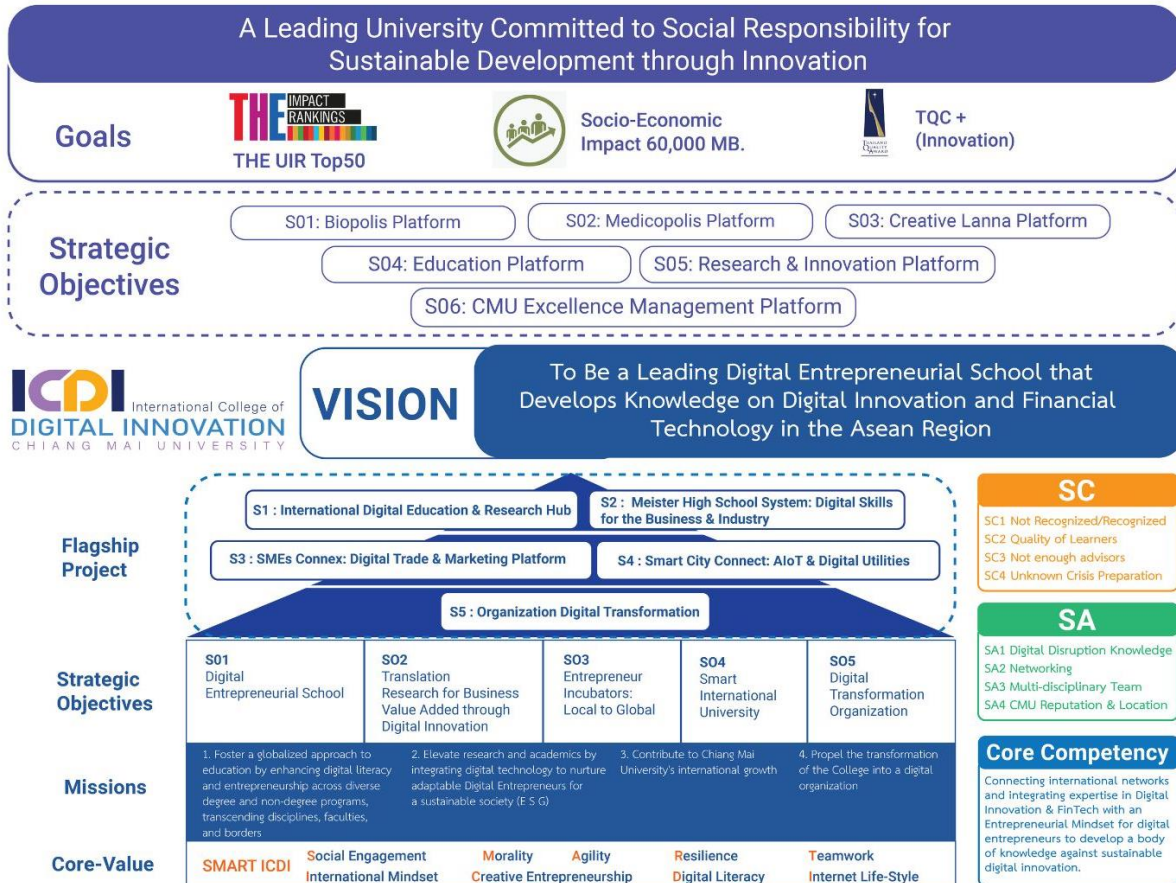 A Leading University Committed to Social Responsibility for
Sustainable Development through Innovation
Goals
THE IMPACT
RANKINGS
THE UIR Top50
Socio-Economic
Impact 60,000 MB.
THAILAND
QUALITY
AWARD
TQC +
(Innovation)
Strategic
Objectives
S01: Biopolis Platform
S02: Medicopolis Platform
S03: Creative Lanna Platform
S04: Education Platform
S05: Research & Innovation Platform
S06: CMU Excellence Management Platform
ICDI International College of
DIGITAL INNOVATION
CHIANG MAI UNIVERSITY
VISION
To Be a Leading Digital Entrepreneurial School that
Develops Knowledge on Digital Innovation and Financial
Technology in the Asean Region
Flagship
Project
S1 : International Digital Education & Research Hub
S2 : Meister High School System: Digital Skills
for the Business & Industry
S3 : SMEs Connex: Digital Trade & Marketing Platform
S4 : Smart City Connect: AIoT & Digital Utilities
S5 : Organization Digital Transformation
Strategic
Objectives
S01
Digital
Entrepreneurial School
SO2
Translation
Research for Business
Value Added through
Digital Innovation
SO3
Entrepreneur
Incubators:
Local to Global
SO4
Smart
International
University
SO5
Digital
Transformation
Organization
Missions
1. Foster a globalized approach to
education by enhancing digital literacy
and entrepreneurship across diverse
degree and non-degree programs,
transcending disciplines, faculties,
and borders
2. Elevate research and academics by
integrating digital technology to nurture
adaptable Digital Entrepreneurs for
a sustainable society (E S G)
3. Contribute to Chiang Mai
University's international growth
4. Propel the transformation
of the College into a digital
organization
Core-Value
SMART ICDI
Social Engagement
International Mindset
Morality
Agility
Creative Entrepreneurship
Resilience
Digital Literacy
Teamwork
Internet Life-Style
SC
SC1 Not Recognized/Recognized
SC2 Quality of Learners
SC3 Not enough advisors
SC4 Unknown Crisis Preparation
SA
SA1 Digital Disruption Knowledge
SA2 Networking
SA3 Multi-disciplinary Team
SA4 CMU Reputation & Location
Core Competency
Connecting international networks
and integrating expertise in Digital
Innovation & FinTech with an
Entrepreneurial Mindset for digital
entrepreneurs to develop a body
of knowledge against sustainable
digital innovation.